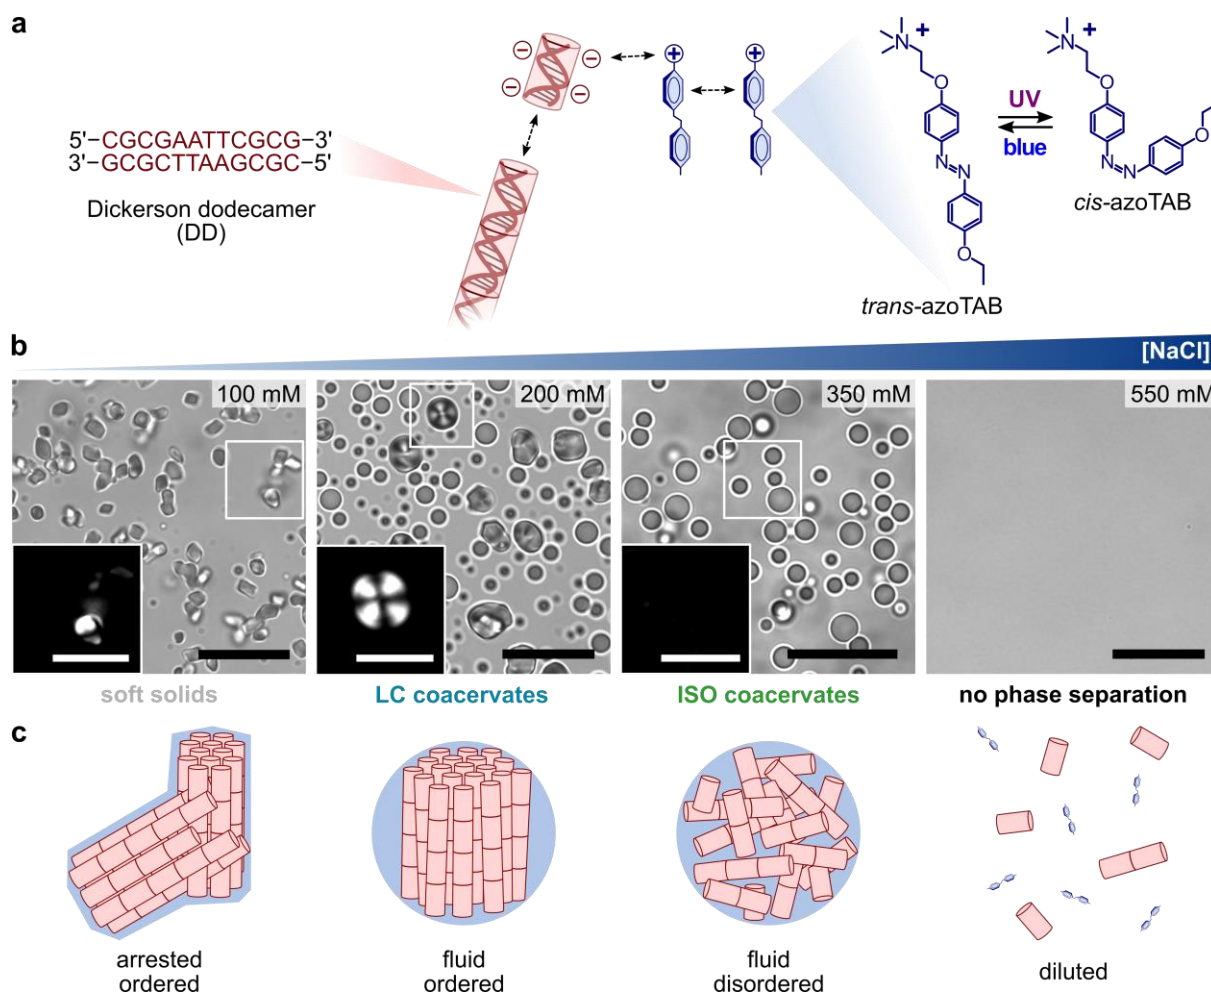 a
5'–CGCGAATTCGCG–3'
3'–GCGCTTAAGCGC–5'
Dickerson dodecamer
(DD)
N
+
O
N
N
O
trans-azoTAB
UV
blue
N
+
O
N
N
O
cis-azoTAB
b
[NaCl]
100 mM
200 mM
350 mM
550 mM
soft solids
LC coacervates
ISO coacervates
no phase separation
c
arrested
ordered
fluid
ordered
fluid
disordered
diluted